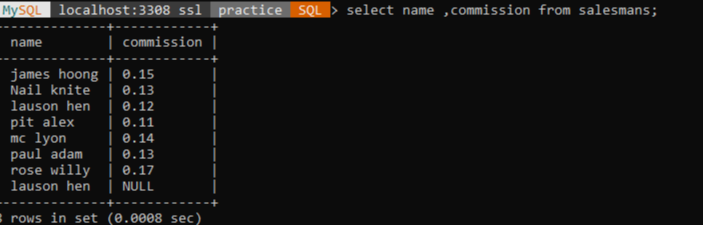 MySQL localhost:3308 ssl practice SQL > select name ,commission from salesmans;
-------------+------------+
name | commission |
-------------+------------+
james hoong | 0.15 |
Nail knite | 0.13 |
lauson hen | 0.12 |
pit alex | 0.11 |
mc lyon | 0.14 |
paul adam | 0.13 |
rose willy | 0.17 |
lauson hen | NULL |
-------------+------------+
8 rows in set (0.0008 sec)